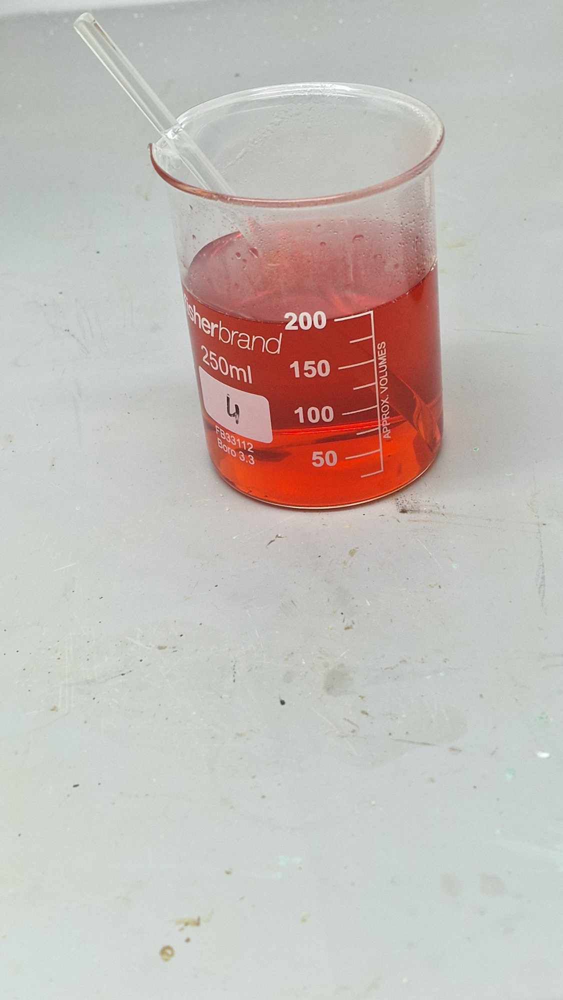 fisherbrand
250ml
4
FB33112
Boro 3.3
200
150
100
50
APPROX. VOLUMES